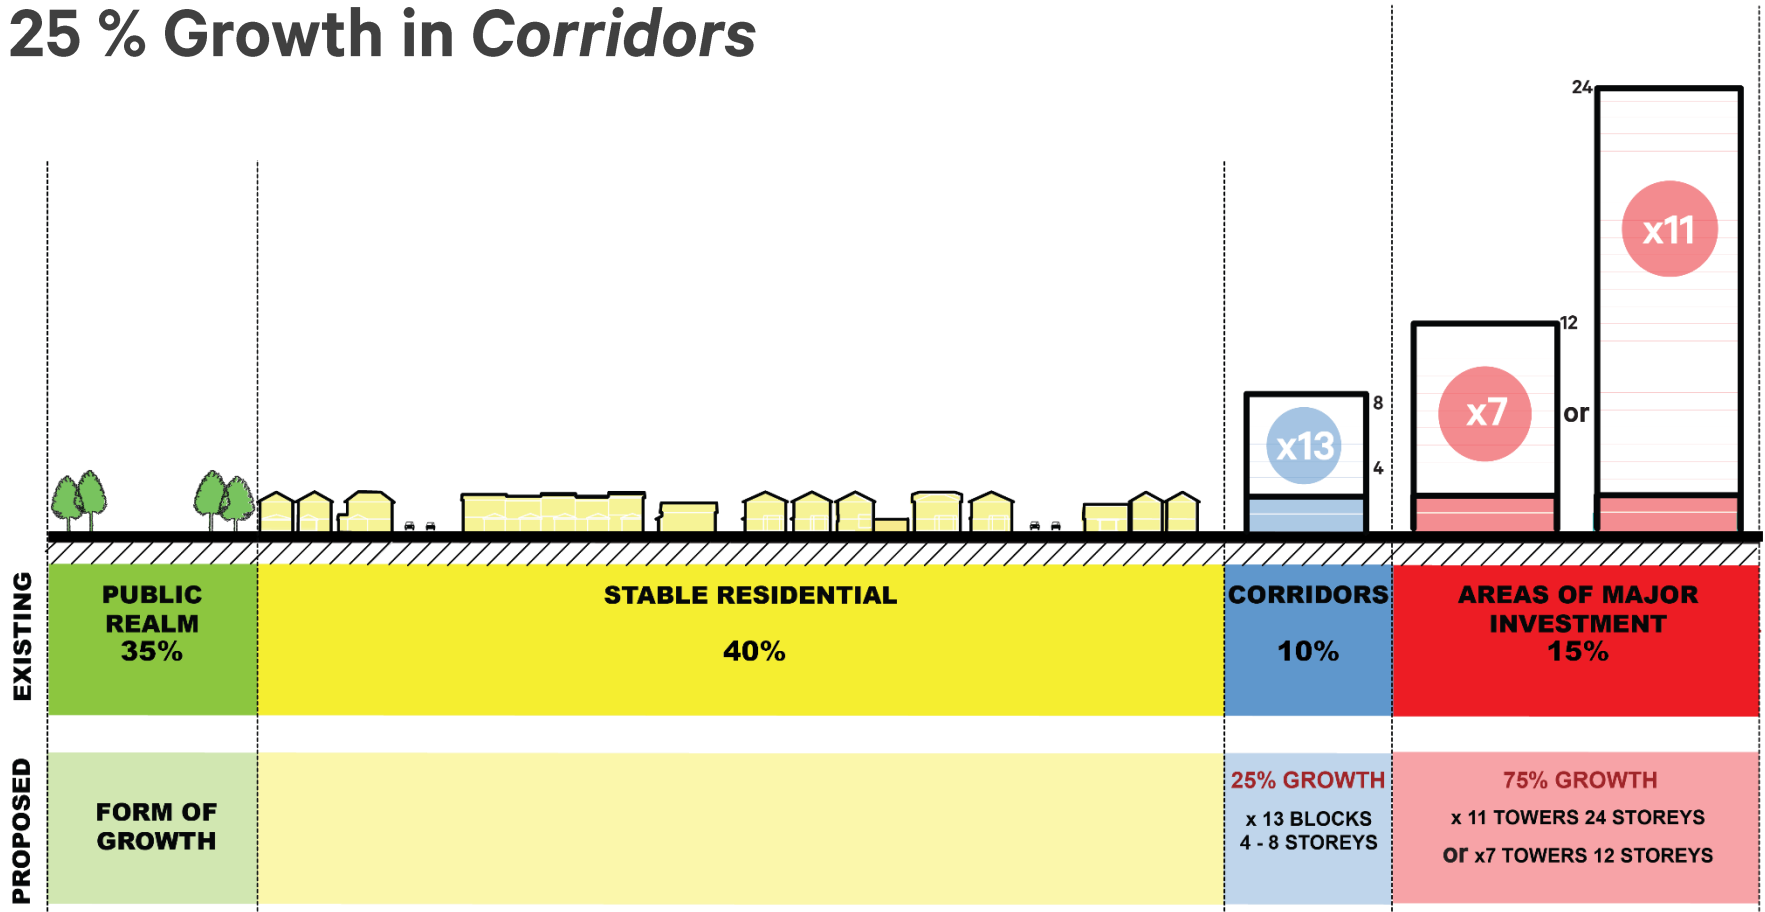 25 % Growth in Corridors
24
x11
12
x7
or
8
x13
4
EXISTING
PUBLIC
REALM
35%
STABLE RESIDENTIAL
40%
CORRIDORS
10%
AREAS OF MAJOR
INVESTMENT
15%
PROPOSED
FORM OF
GROWTH
25% GROWTH
x 13 BLOCKS
4 - 8 STOREYS
75% GROWTH
x 11 TOWERS 24 STOREYS
or x7 TOWERS 12 STOREYS